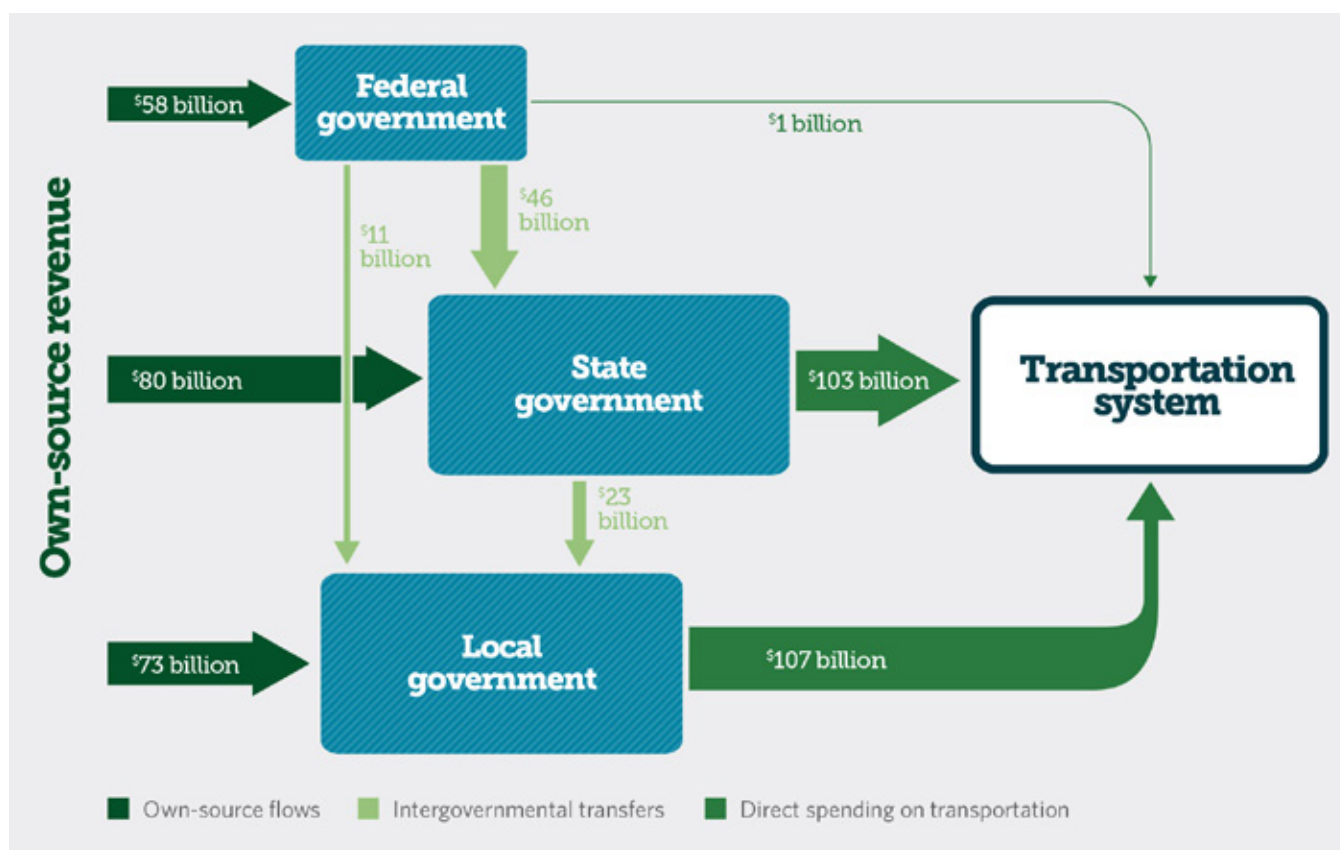 Own-source revenue
$58 billion
Federal
government
$1 billion
$11
billion
$46
billion
$80 billion
State
government
$103 billion
Transportation
system
$23
billion
$73 billion
Local
government
$107 billion
Own-source flows
Intergovernmental transfers
Direct spending on transportation